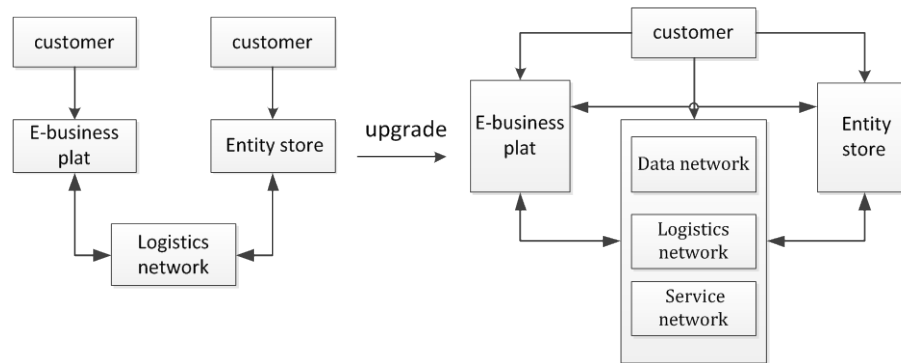 customer
customer
E-business
plat
Entity store
Logistics
network
upgrade
customer
E-business
plat
Entity
store
Data network
Logistics
network
Service
network